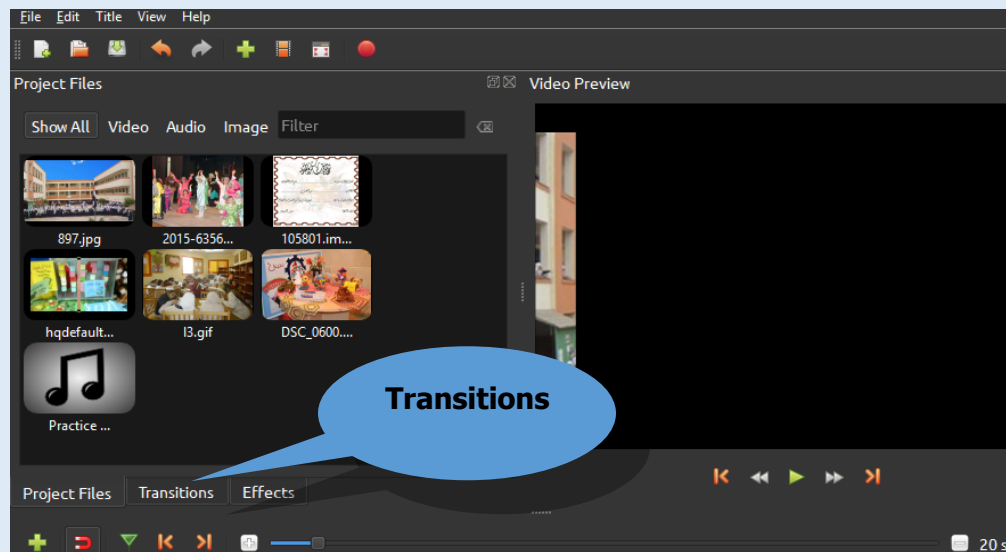 File Edit Title View Help
Project Files
Video Preview
Show All Video Audio Image Filter
897.jpg 2015-6356... 105801.im...
hqdefault... l3.gif DSC_0600....
Transitions
Practice ...
Project Files Transitions Effects
20 s